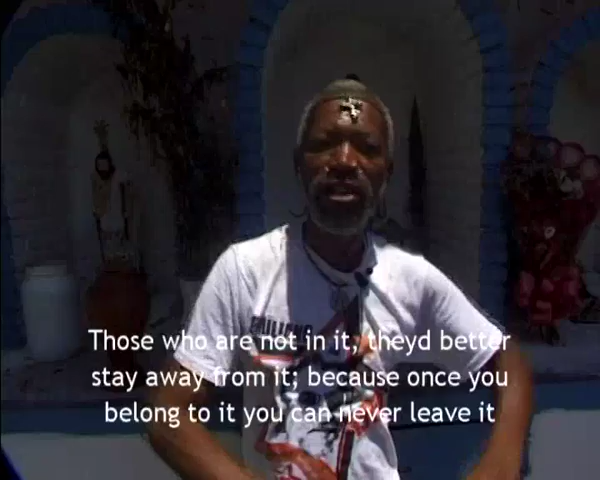 Those who are not in it, theyd better
stay away from it; because once you
belong to it you can never leave it